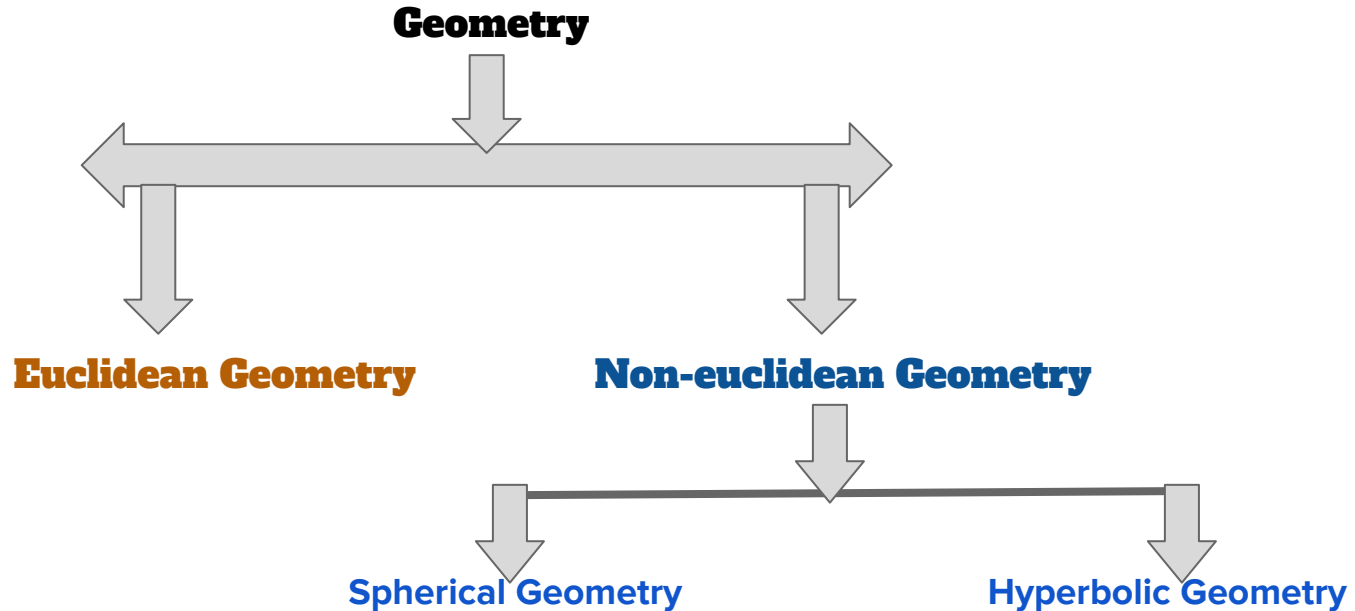 Geometry
Euclidean Geometry
Non-euclidean Geometry
Spherical Geometry
Hyperbolic Geometry